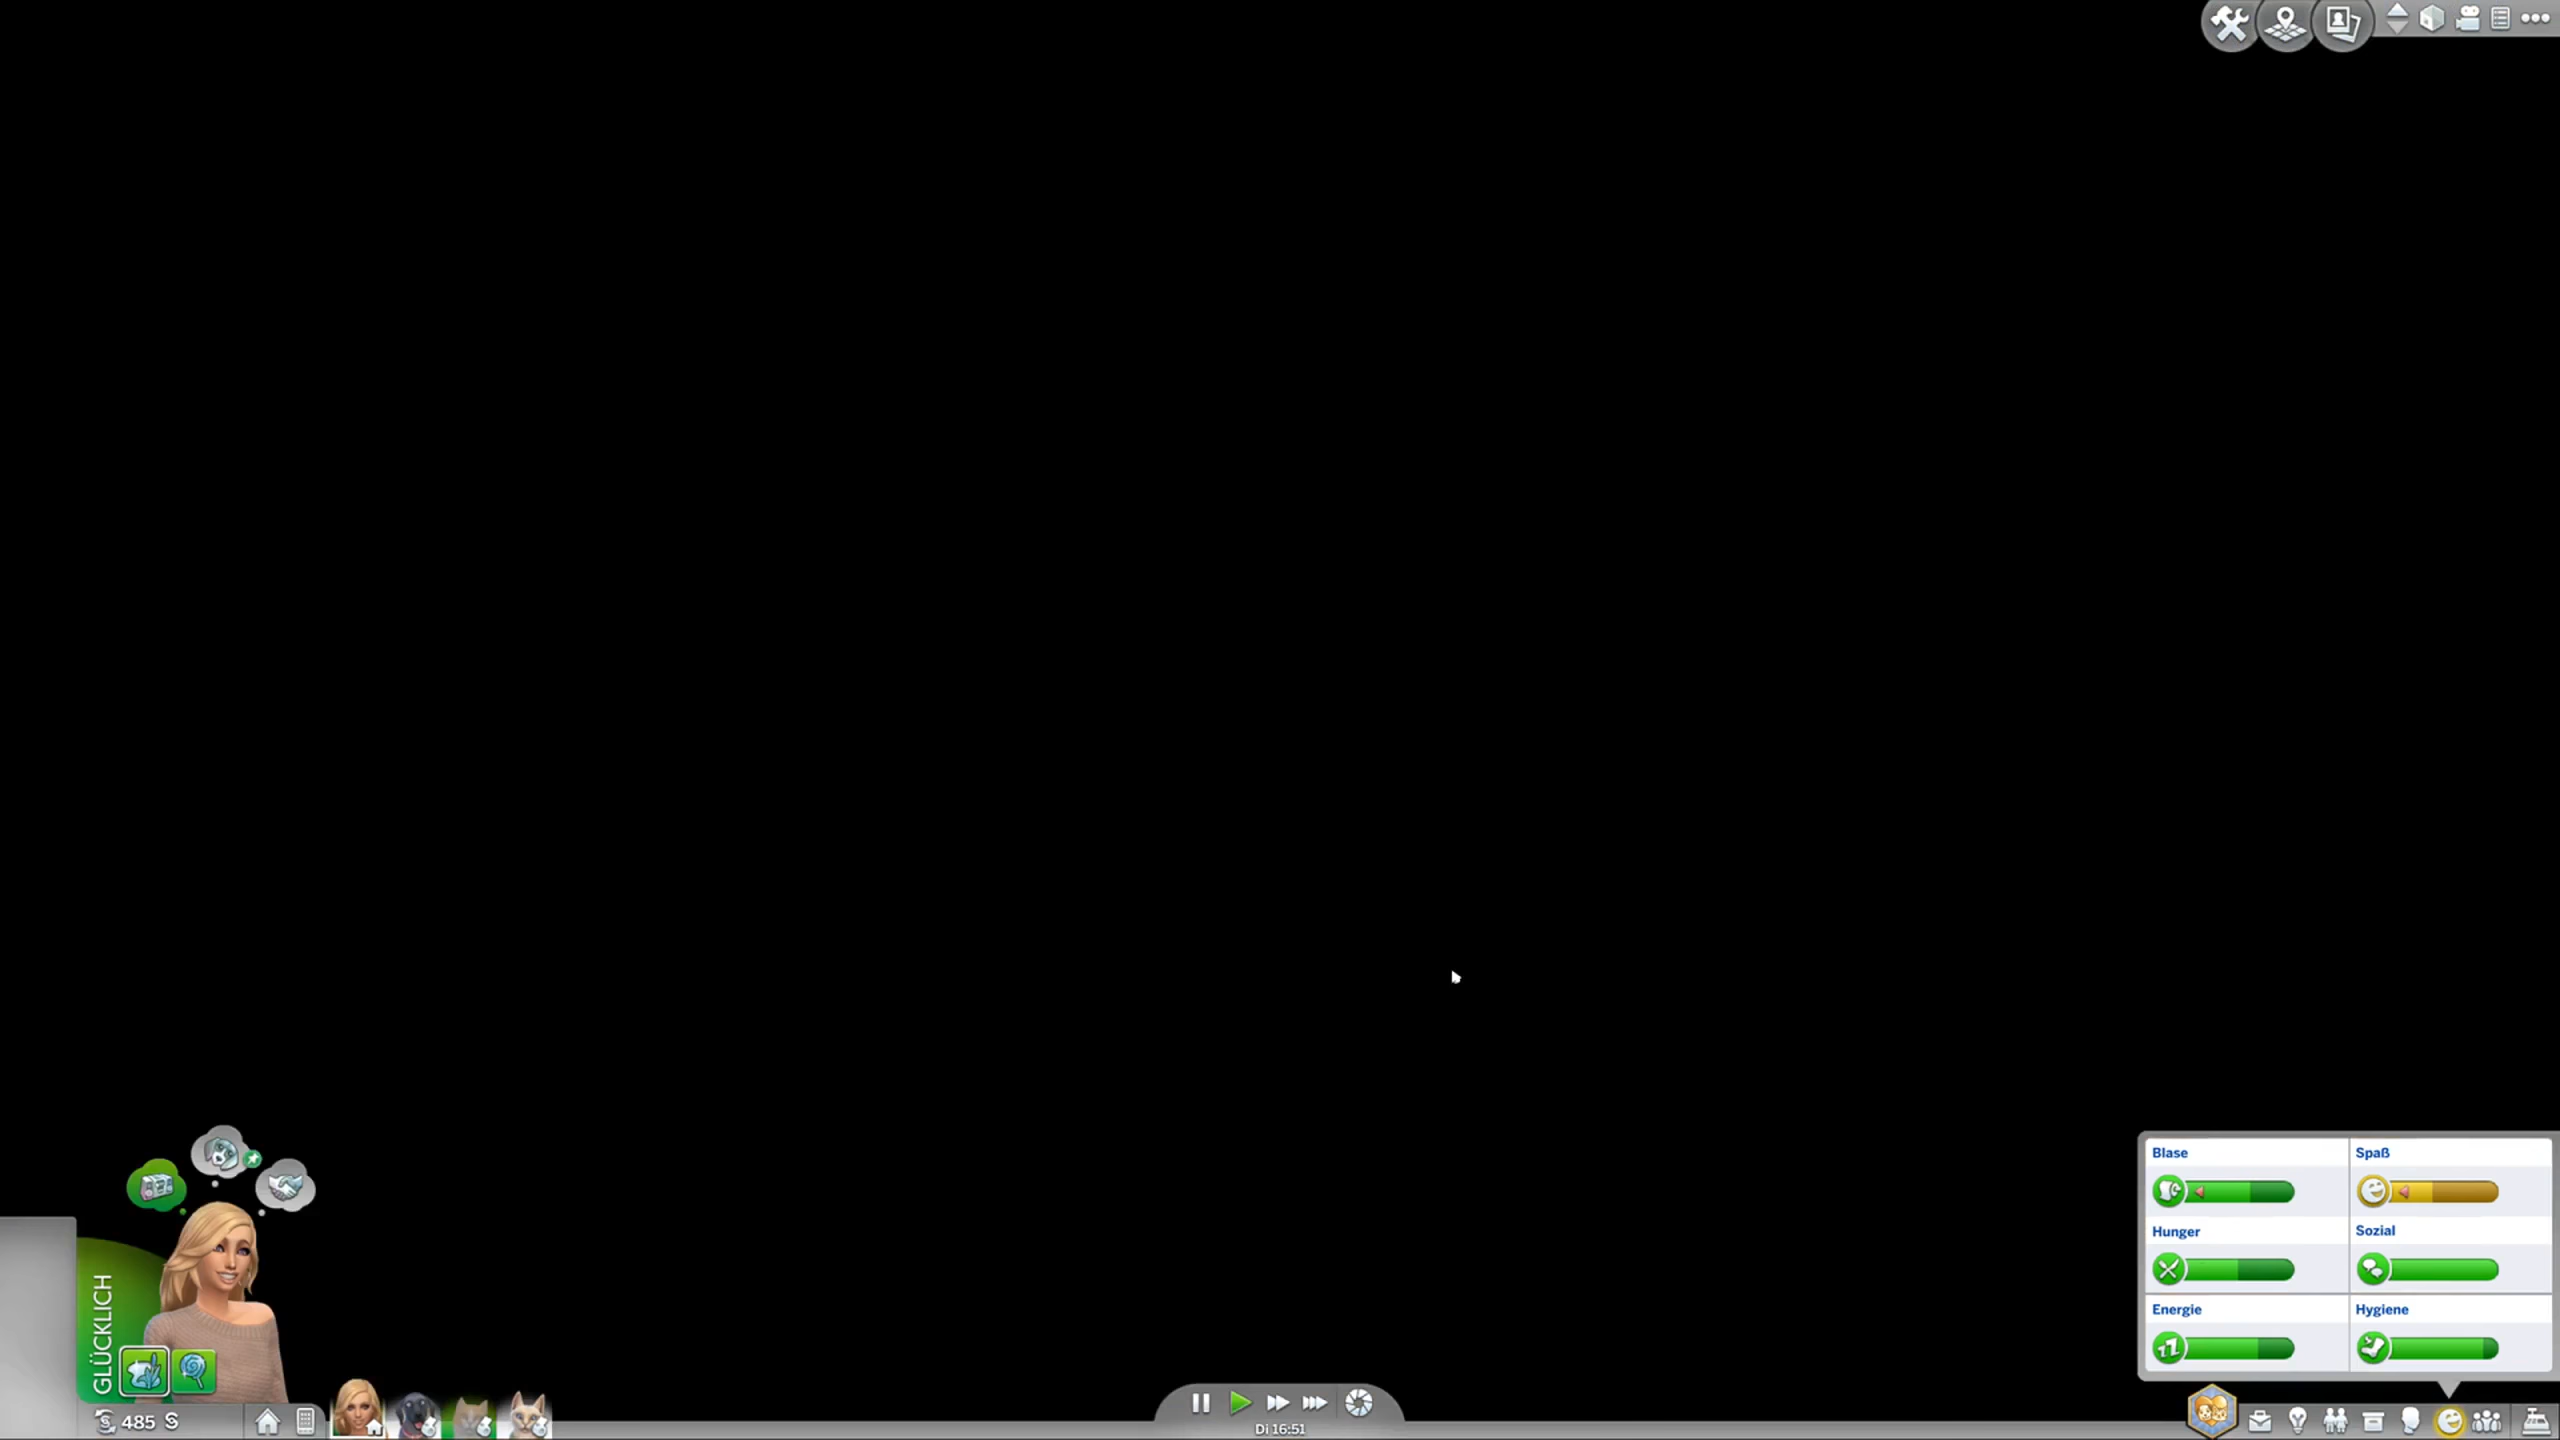 Blase
Spaß
Hunger
Sozial
Energie
Hygiene
GLÜCKLICH
485
Di 16:51